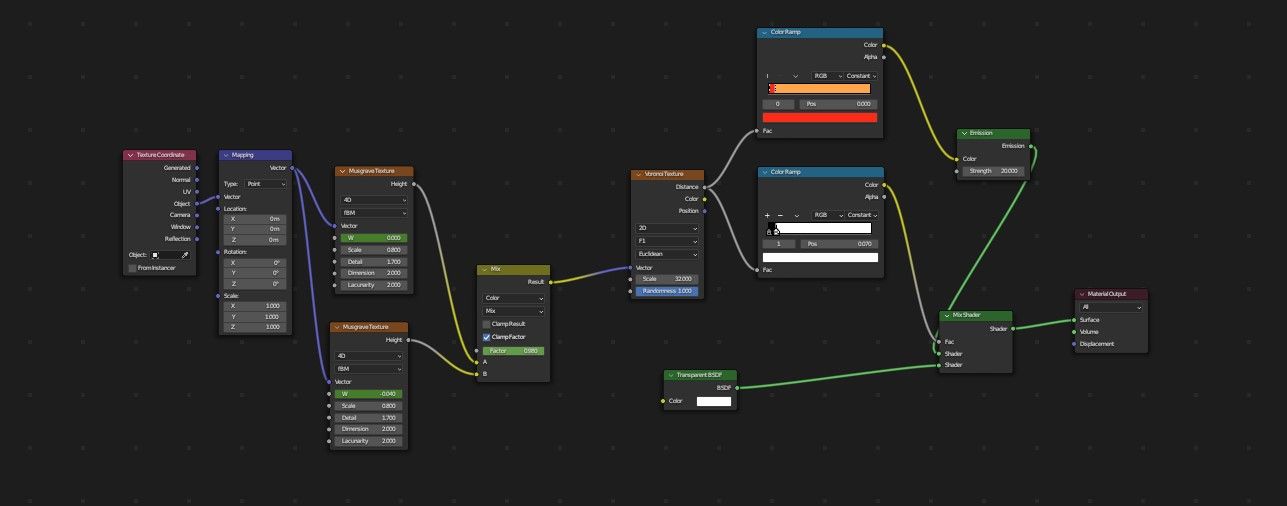 Texture Coordinate
Generated
Normal
UV
Object
Camera
Window
Reflection
Object:
From Instancer
Mapping
Vector
Type: Point
Vector
Location:
X 0 m
Y 0 m
Z 0 m
Rotation:
X 0°
Y 0°
Z 0°
Scale:
X 1.000
Y 1.000
Z 1.000
Musgrave Texture
Height
4D
fBM
Vector
W 0.000
Scale 0.800
Detail 1.700
Dimension 2.000
Lacunarity 2.000
Musgrave Texture
Height
4D
fBM
Vector
W -0.040
Scale 0.800
Detail 1.700
Dimension 2.000
Lacunarity 2.000
Mix
Result
Color
Mix
Clamp Result
Clamp Factor
Factor 0.980
A
B
Voronoi Texture
Distance
Color
Position
2D
F1
Euclidean
Vector
Scale 32.000
Randomness 1.000
Color Ramp
Color
Alpha
RGB Constant
0 Pos 0.000
Fac
Color Ramp
Color
Alpha
+ − RGB Constant
1 Pos 0.070
Fac
Transparent BSDF
BSDF
Color
Emission
Emission
Color
Strength 20.000
Mix Shader
Shader
Fac
Shader
Shader
Material Output
All
Surface
Volume
Displacement